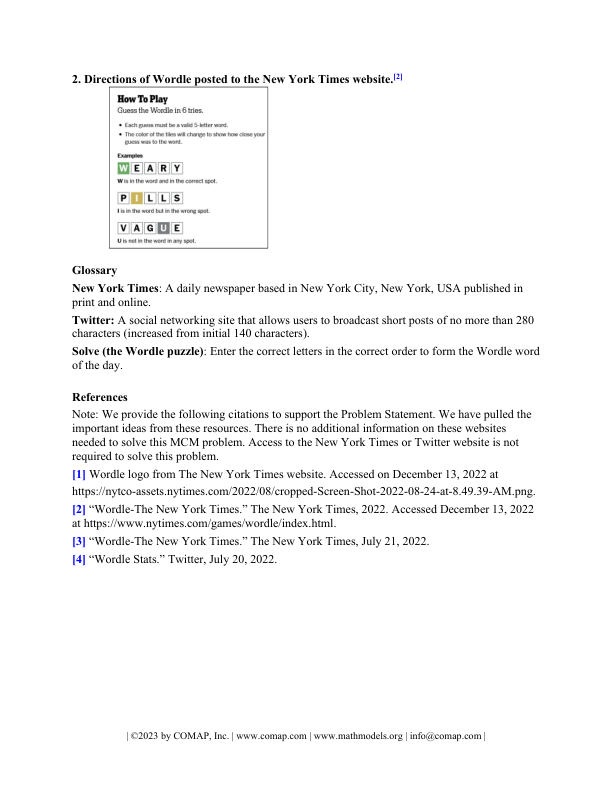 2. Directions of Wordle posted to the New York Times website.[2]
How To Play
Guess the Wordle in 6 tries.
• Each guess must be a valid 5-letter word.
• The color of the tiles will change to show how close your
guess was to the word.
Examples
W E A R Y
W is in the word and in the correct spot.
P I L L S
I is in the word but in the wrong spot.
V A G U E
U is not in the word in any spot.
Glossary
New York Times: A daily newspaper based in New York City, New York, USA published in
print and online.
Twitter: A social networking site that allows users to broadcast short posts of no more than 280
characters (increased from initial 140 characters).
Solve (the Wordle puzzle): Enter the correct letters in the correct order to form the Wordle word
of the day.
References
Note: We provide the following citations to support the Problem Statement. We have pulled the
important ideas from these resources. There is no additional information on these websites
needed to solve this MCM problem. Access to the New York Times or Twitter website is not
required to solve this problem.
[1] Wordle logo from The New York Times website. Accessed on December 13, 2022 at
https://nytco-assets.nytimes.com/2022/08/cropped-Screen-Shot-2022-08-24-at-8.49.39-AM.png.
[2] “Wordle-The New York Times.” The New York Times, 2022. Accessed December 13, 2022
at https://www.nytimes.com/games/wordle/index.html.
[3] “Wordle-The New York Times.” The New York Times, July 21, 2022.
[4] “Wordle Stats.” Twitter, July 20, 2022.
| ©2023 by COMAP, Inc. | www.comap.com | www.mathmodels.org | info@comap.com |